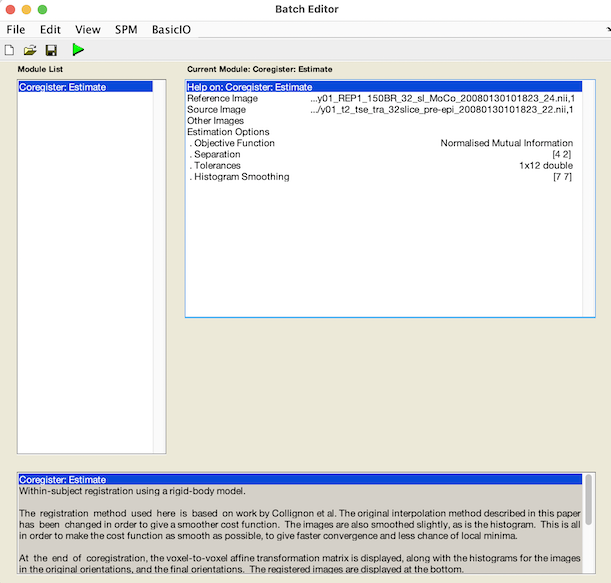 Batch Editor
File Edit View SPM BasicIO
Module List
Current Module: Coregister: Estimate
Coregister: Estimate
Help on: Coregister: Estimate
Reference Image ...y01_REP1_150BR_32_sl_MoCo_20080130101823_24.nii,1
Source Image .../y01_t2_tse_tra_32slice_pre-epi_20080130101823_22.nii,1
Other Images
Estimation Options
. Objective Function Normalised Mutual Information
. Separation [4 2]
. Tolerances 1x12 double
. Histogram Smoothing [7 7]
Coregister: Estimate
Within-subject registration using a rigid-body model.
The registration method used here is based on work by Collignon et al. The original interpolation method described in this paper
has been changed in order to give a smoother cost function. The images are also smoothed slightly, as is the histogram. This is all
in order to make the cost function as smooth as possible, to give faster convergence and less chance of local minima.
At the end of coregistration, the voxel-to-voxel affine transformation matrix is displayed, along with the histograms for the images
in the original orientations, and the final orientations. The registered images are displayed at the bottom.